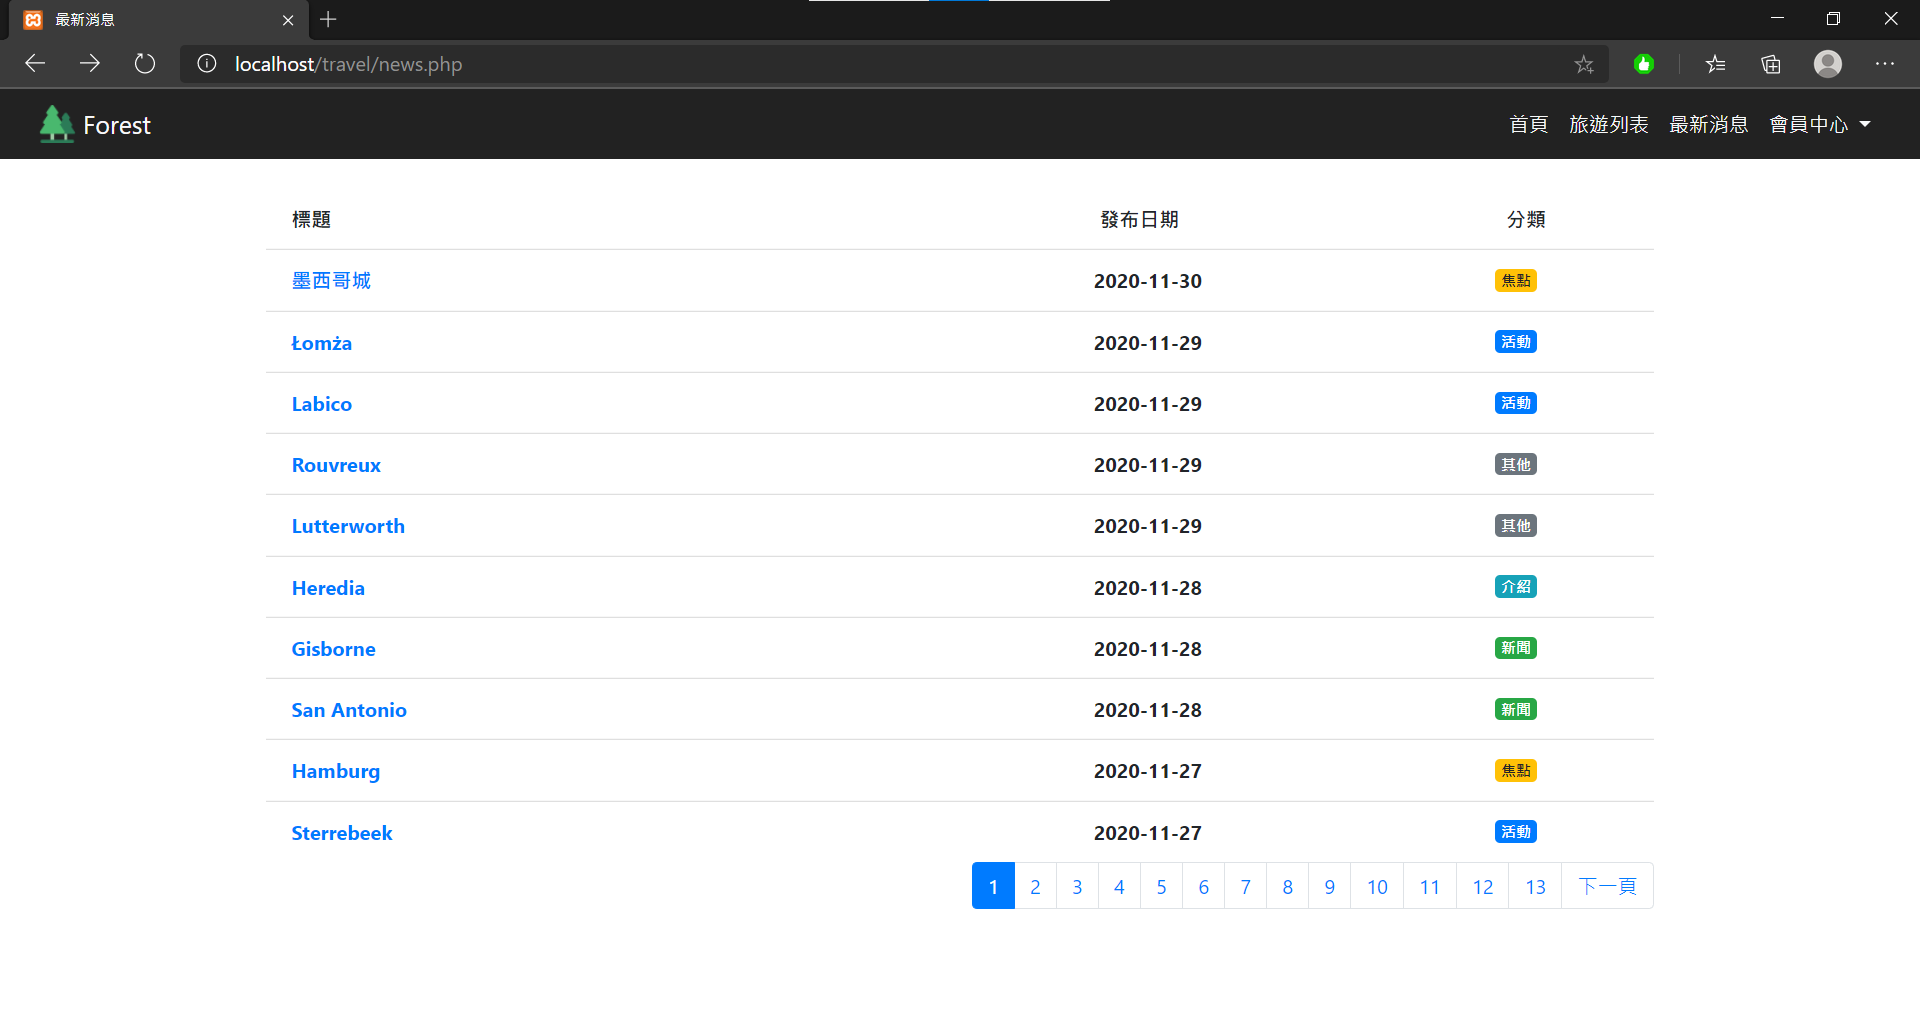 最新消息
localhost/travel/news.php
Forest 首頁 旅遊列表 最新消息 會員中心
標題 發布日期 分類
墨西哥城 2020-11-30 焦點
Łomża 2020-11-29 活動
Labico 2020-11-29 活動
Rouvreux 2020-11-29 其他
Lutterworth 2020-11-29 其他
Heredia 2020-11-28 介紹
Gisborne 2020-11-28 新聞
San Antonio 2020-11-28 新聞
Hamburg 2020-11-27 焦點
Sterrebeek 2020-11-27 活動
1 2 3 4 5 6 7 8 9 10 11 12 13 下一頁